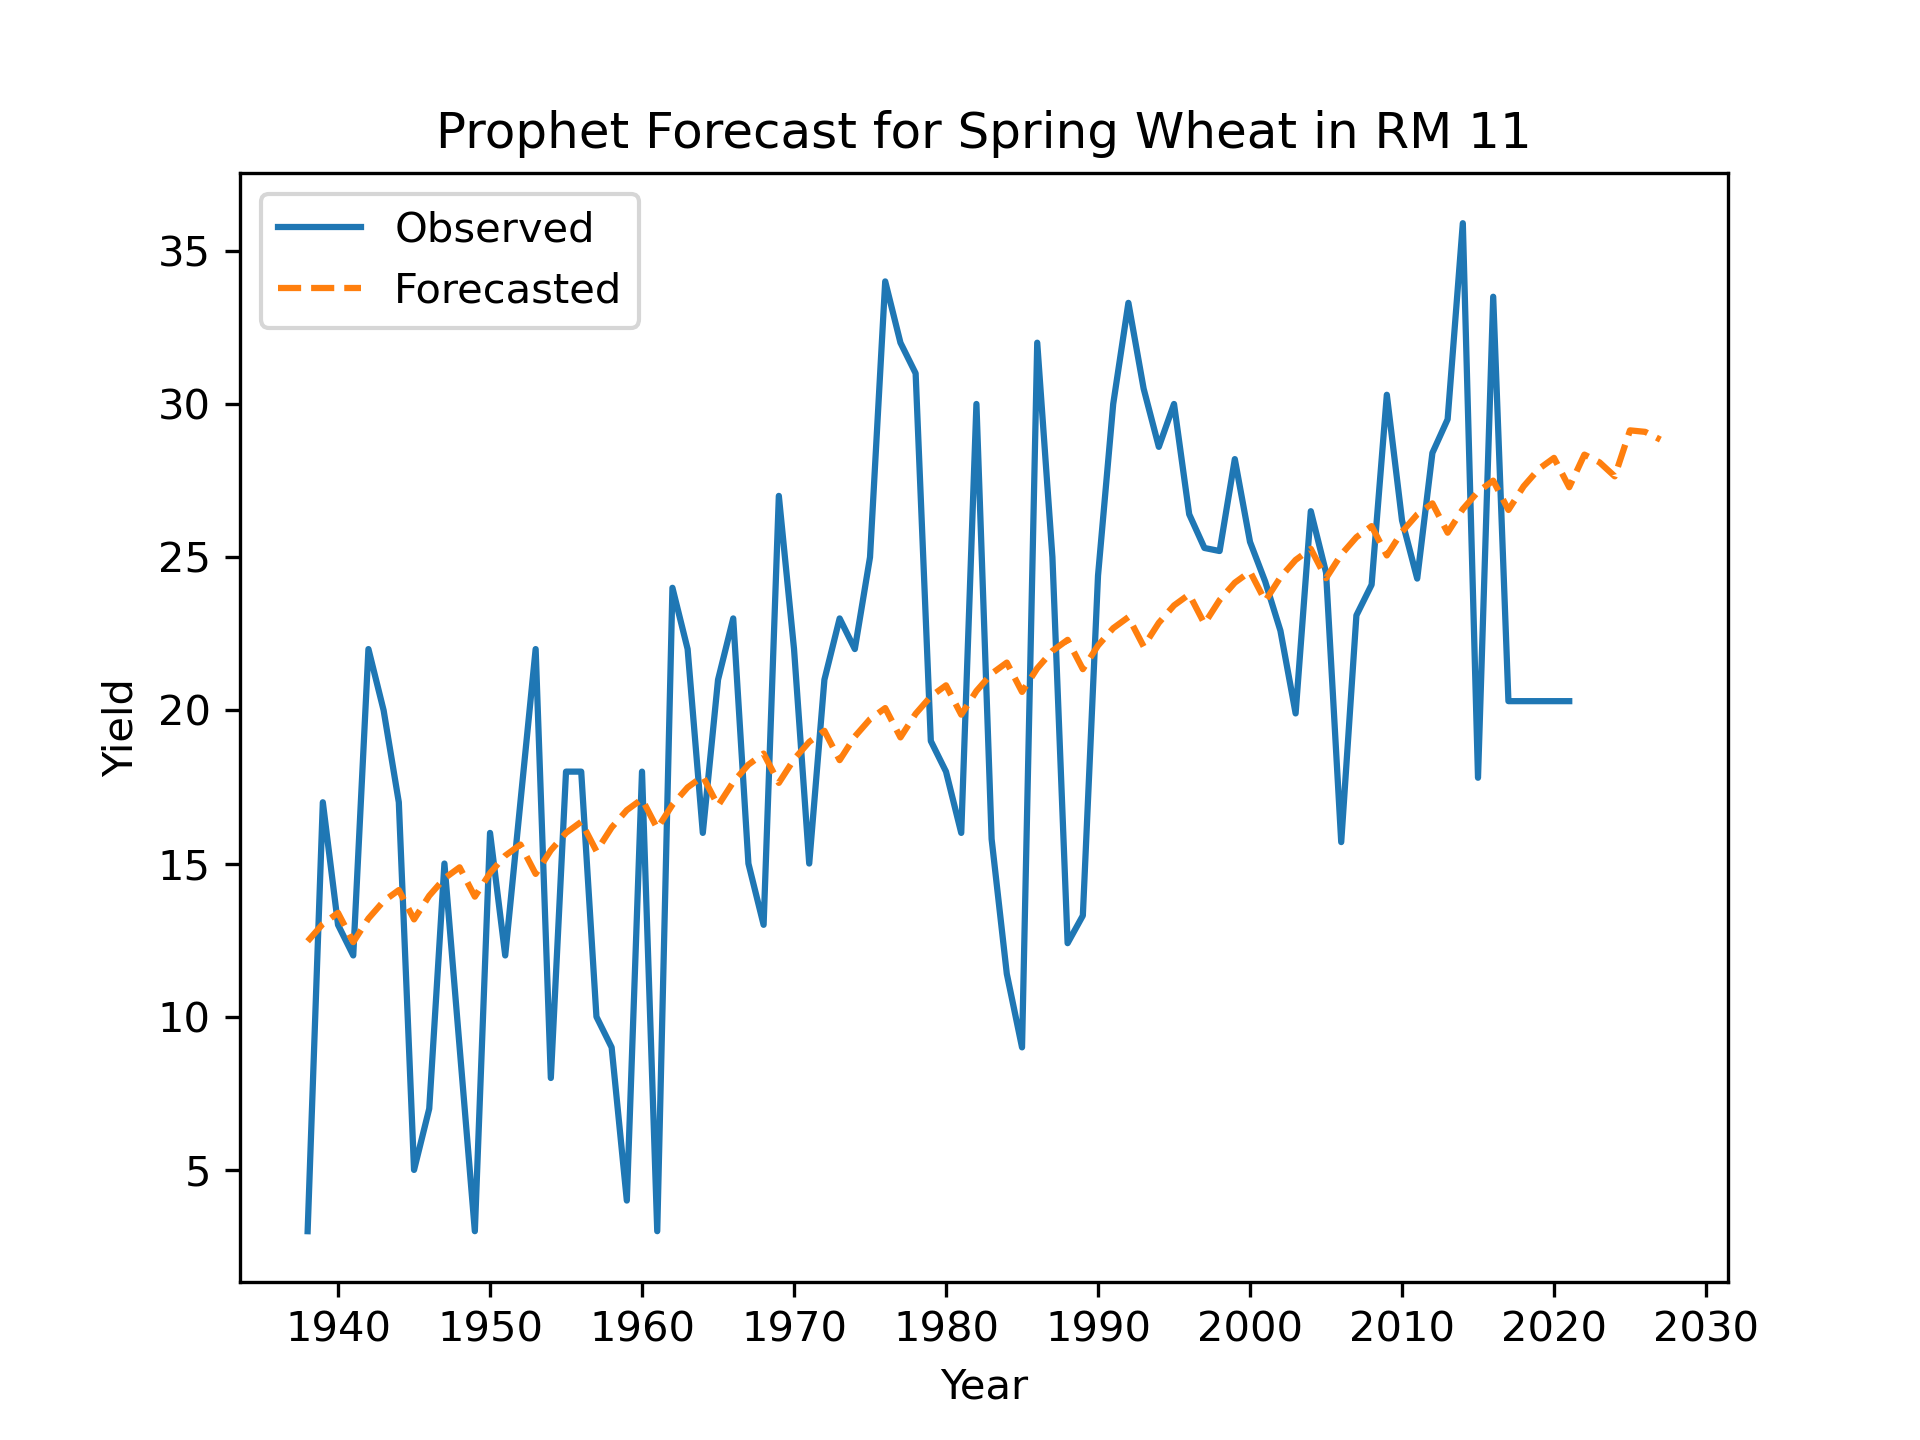 Prophet Forecast for Spring Wheat in RM 11
Observed
Forecasted
35
30
25
20
15
10
5
Yield
1940 1950 1960 1970 1980 1990 2000 2010 2020 2030
Year